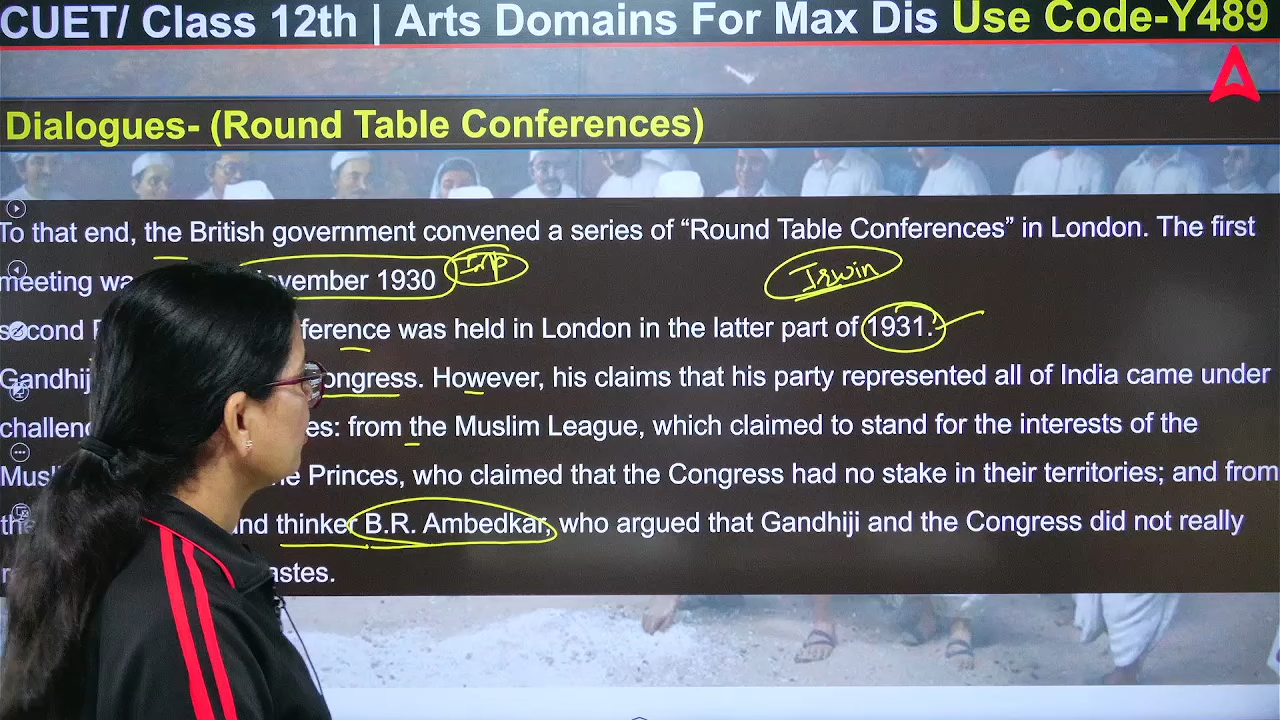 CUET/ Class 12th | Arts Domains For Max Dis Use Code-Y489
Dialogues- (Round Table Conferences)
To that end, the British government convened a series of “Round Table Conferences” in London. The first
meeting wa vember 1930 Imp Irwin
second ference was held in London in the latter part of 1931.
Gandhij ongress. However, his claims that his party represented all of India came under
challen es: from the Muslim League, which claimed to stand for the interests of the
Musl e Princes, who claimed that the Congress had no stake in their territories; and from
the nd thinker B.R. Ambedkar, who argued that Gandhiji and the Congress did not really
astes.